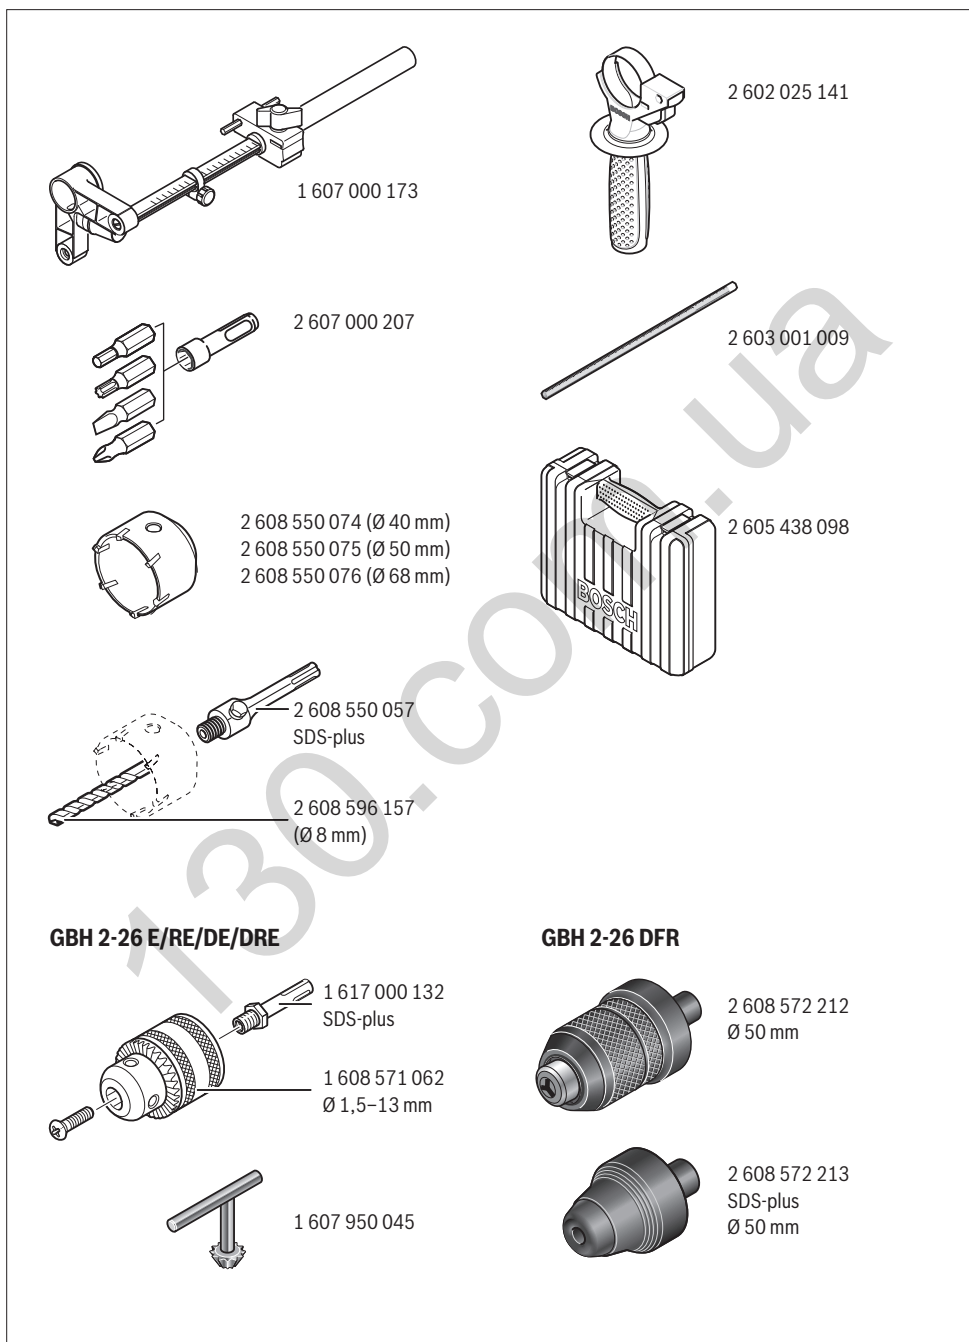 1 607 000 173
2 602 025 141
2 607 000 207
2 603 001 009
2 608 550 074 (Ø 40 mm)
2 608 550 075 (Ø 50 mm)
2 608 550 076 (Ø 68 mm)
2 605 438 098
BOSCH
2 608 550 057
SDS-plus
2 608 596 157
(Ø 8 mm)
130.com.ua
GBH 2-26 E/RE/DE/DRE
1 617 000 132
SDS-plus
1 608 571 062
Ø 1,5–13 mm
1 607 950 045
GBH 2-26 DFR
2 608 572 212
Ø 50 mm
2 608 572 213
SDS-plus
Ø 50 mm